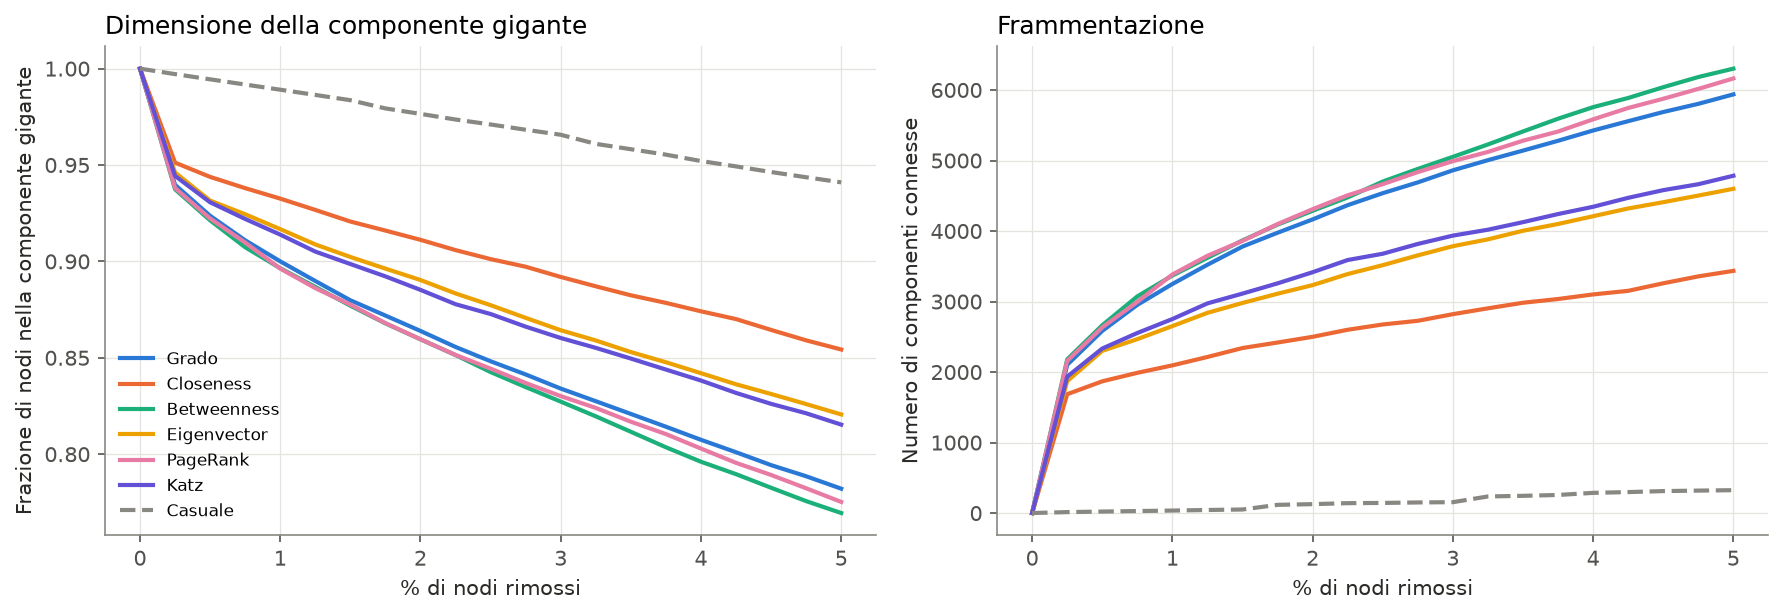 Dimensione della componente gigante
Frazione di nodi nella componente gigante
1.00
0.95
0.90
0.85
0.80
Grado
Closeness
Betweenness
Eigenvector
PageRank
Katz
Casuale
0 1 2 3 4 5
% di nodi rimossi
Frammentazione
Numero di componenti connesse
6000
5000
4000
3000
2000
1000
0
0 1 2 3 4 5
% di nodi rimossi